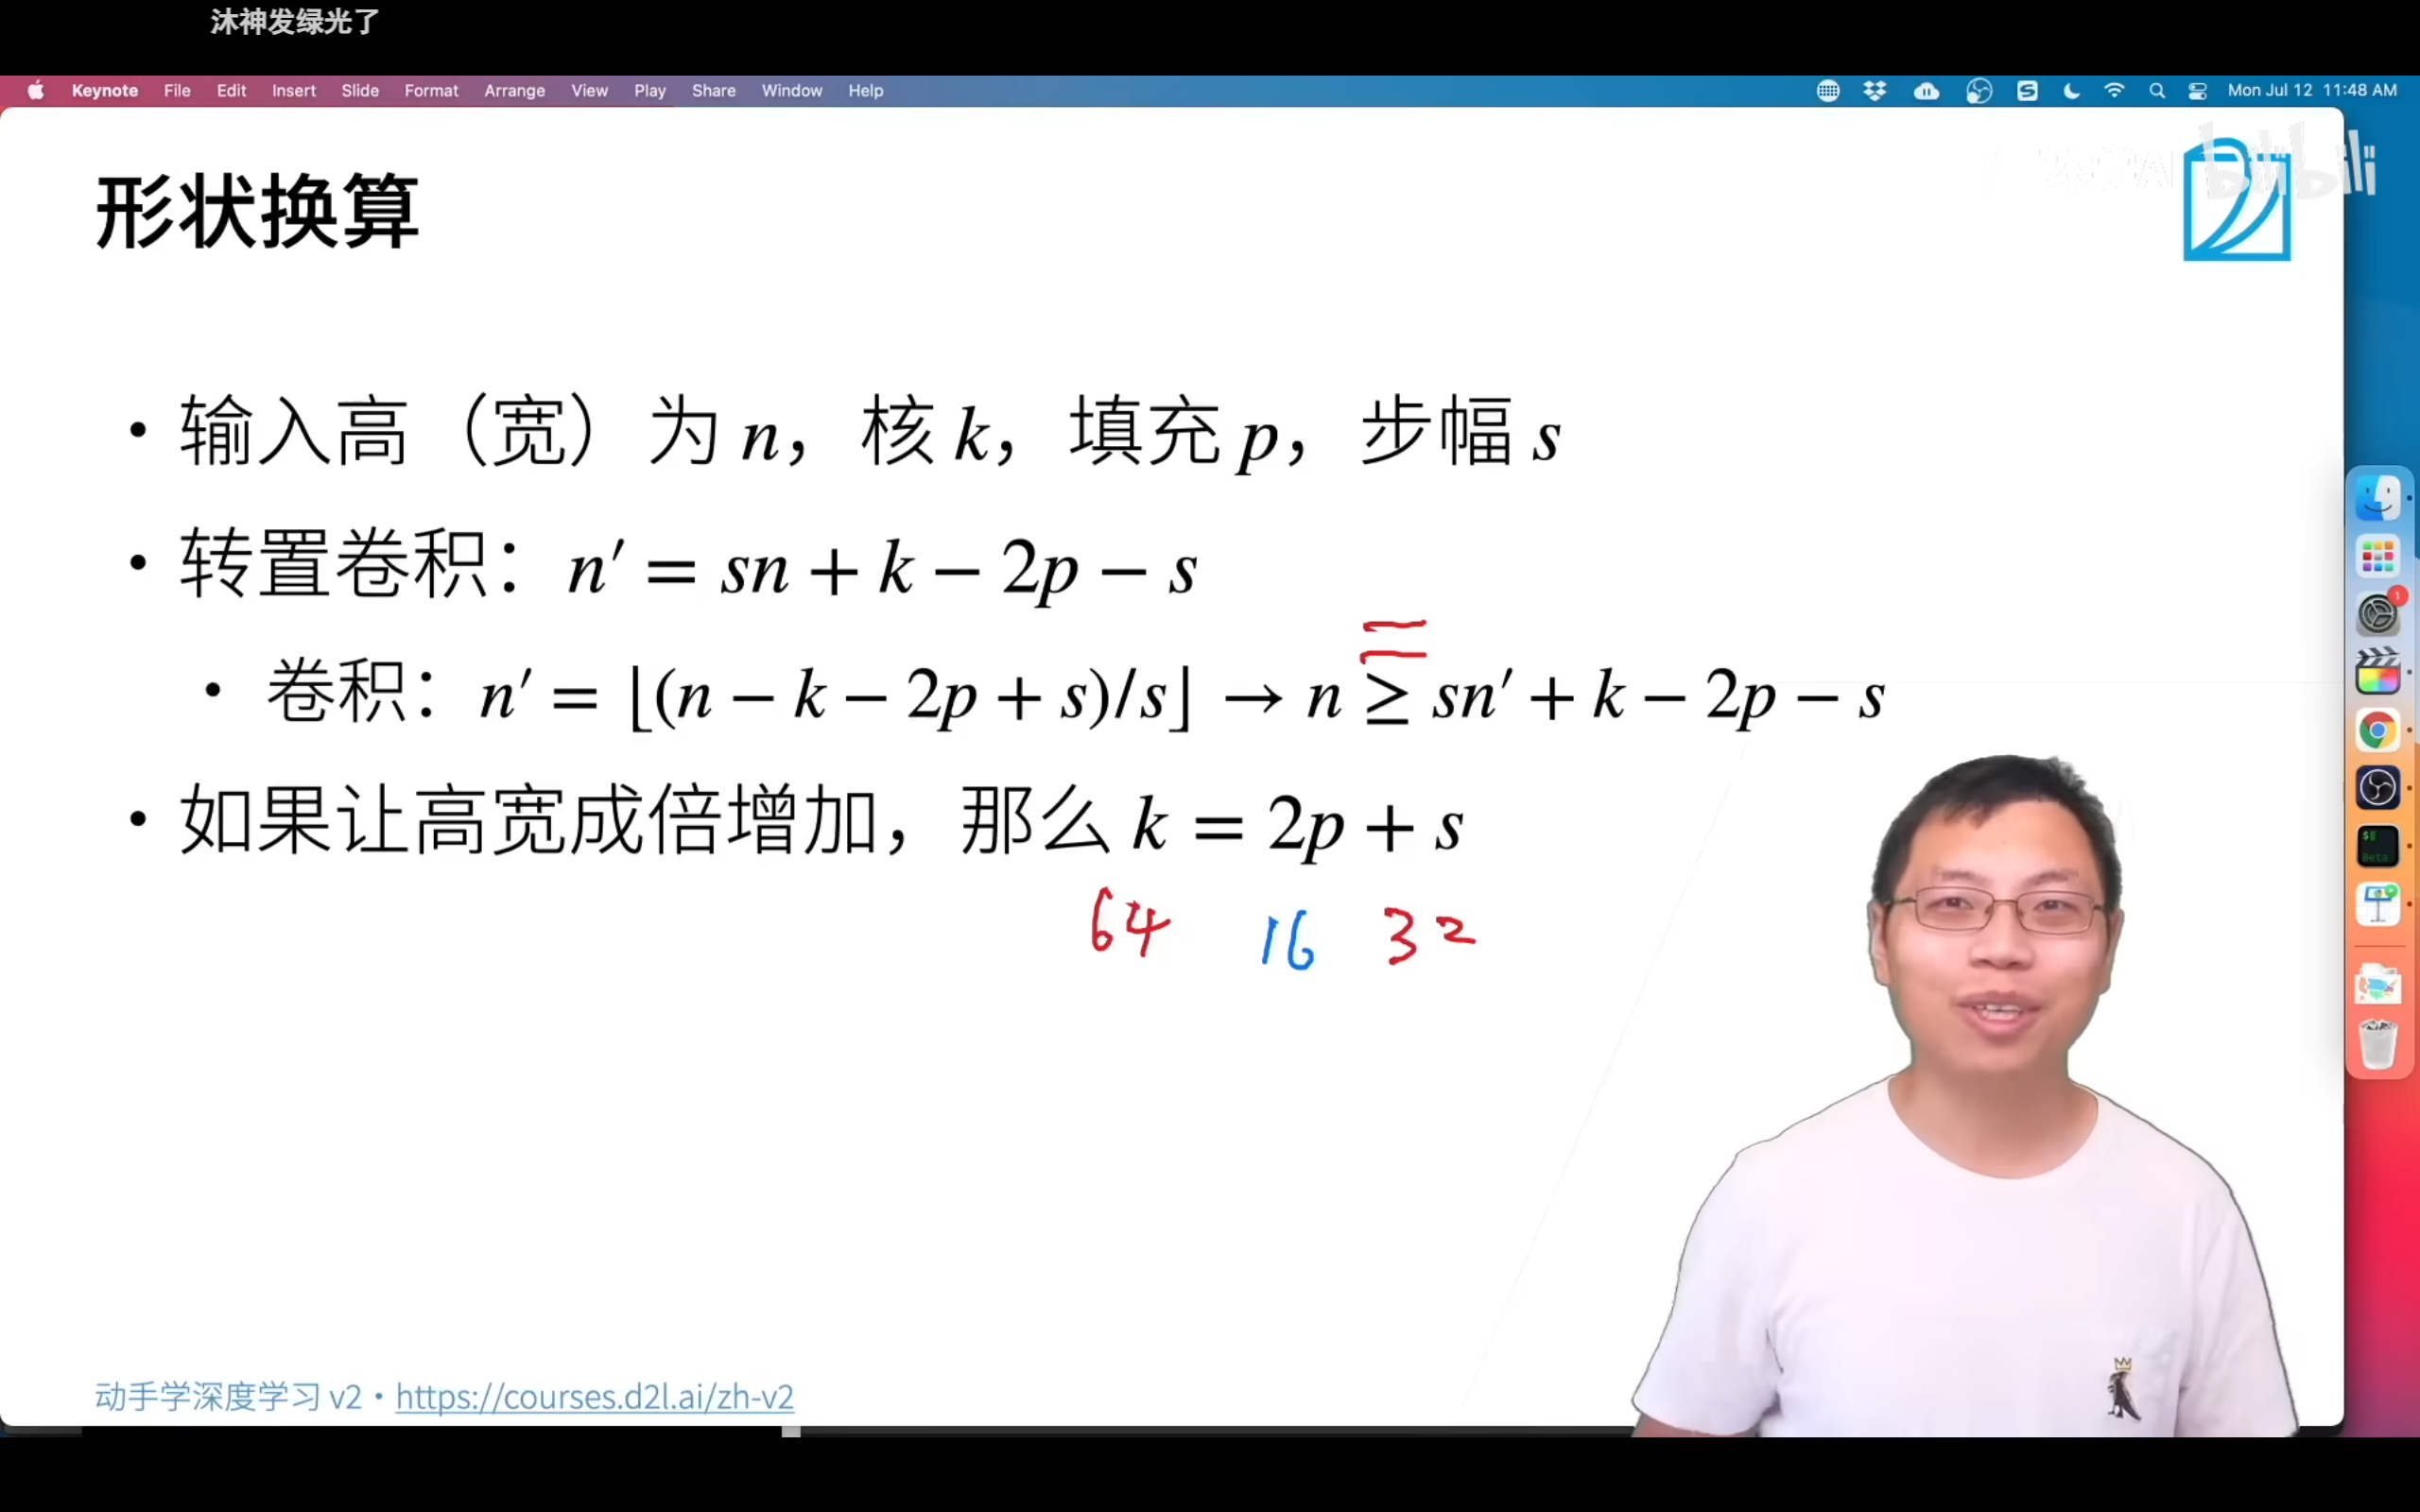 沐神发绿光了
Keynote File Edit Insert Slide Format Arrange View Play Share Window Help Mon Jul 12 11:48 AM
bilibili
形状换算
• 输入高（宽）为 n，核 k，填充 p，步幅 s
• 转置卷积：n′ = sn + k − 2p − s
=
• 卷积：n′ = ⌊(n − k − 2p + s)/s⌋ → n ≥ sn′ + k − 2p − s
• 如果让高宽成倍增加，那么 k = 2p + s
64 16 32
动手学深度学习 v2 • https://courses.d2l.ai/zh-v2